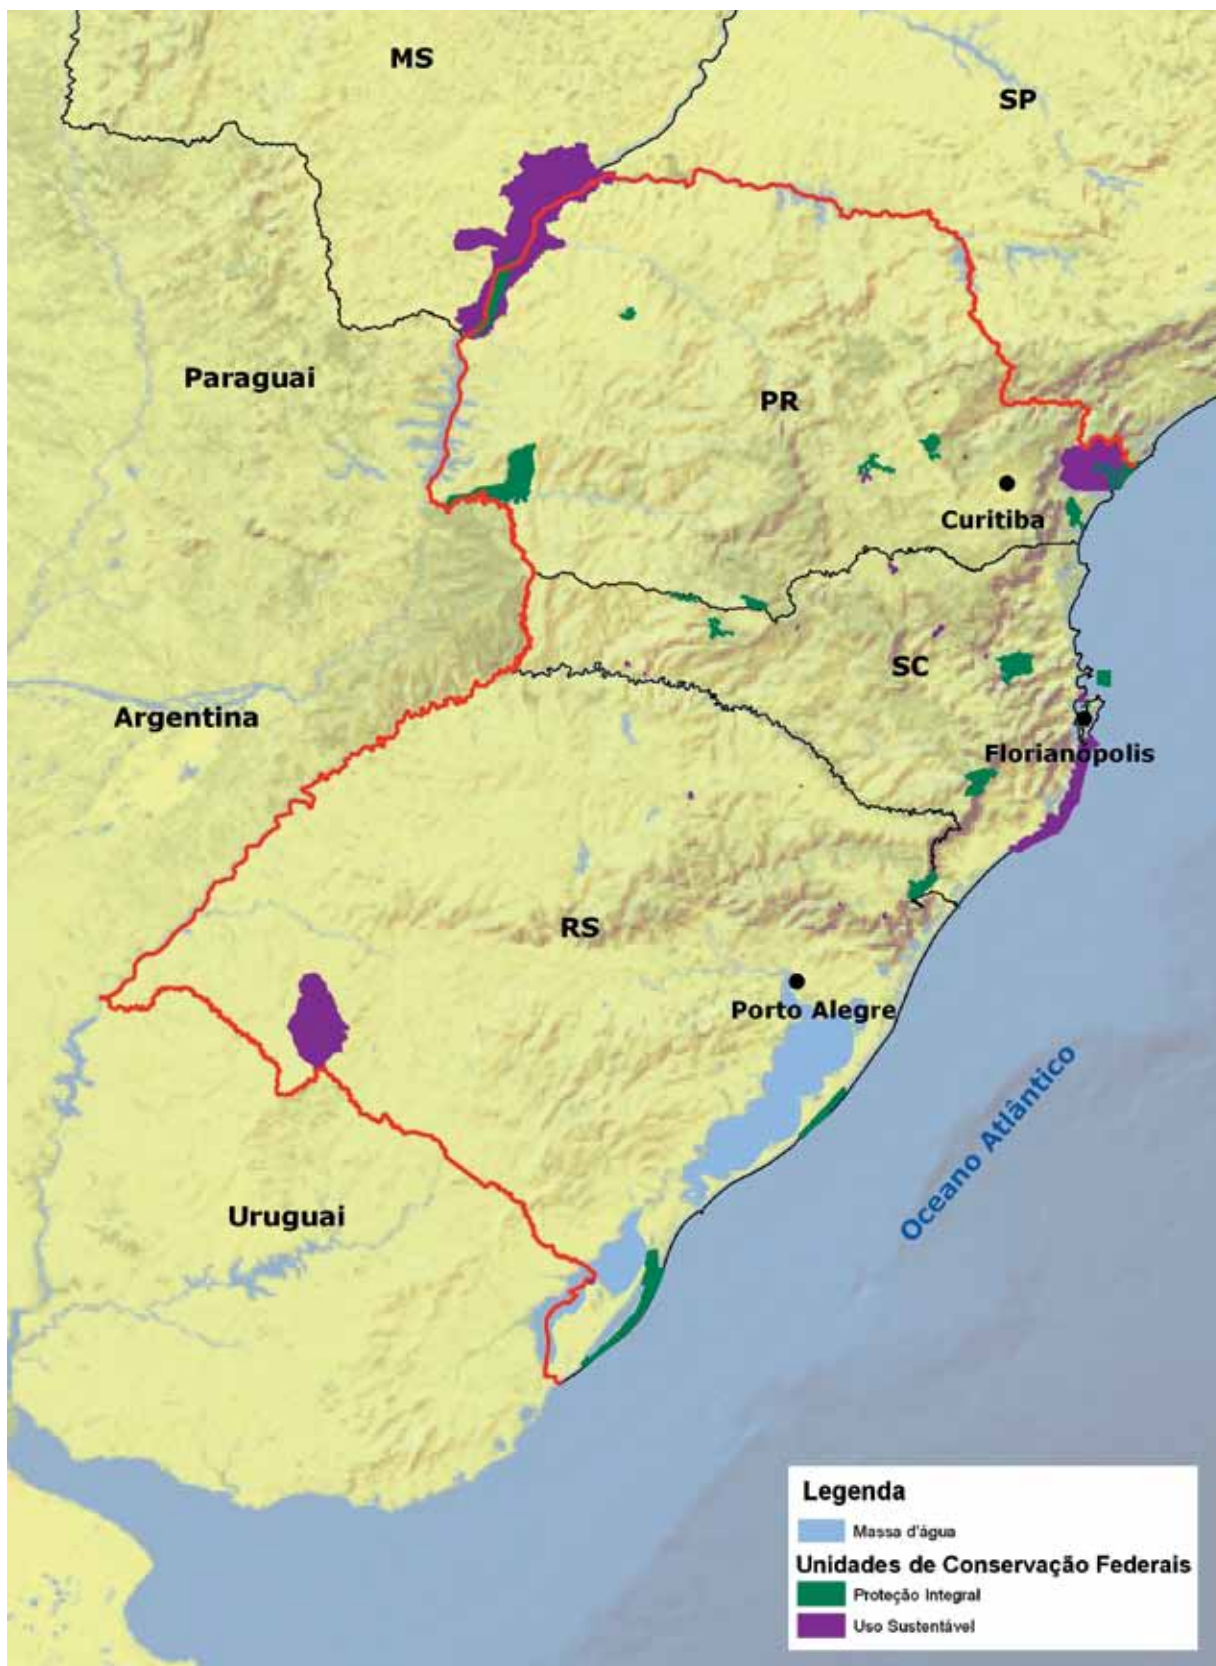 MS
SP
Paraguai
PR
Curitiba
SC
Argentina
Florianópolis
RS
Porto Alegre
Oceano Atlântico
Uruguai
Legenda
Massa d'água
Unidades de Conservação Federais
Proteção Integral
Uso Sustentável